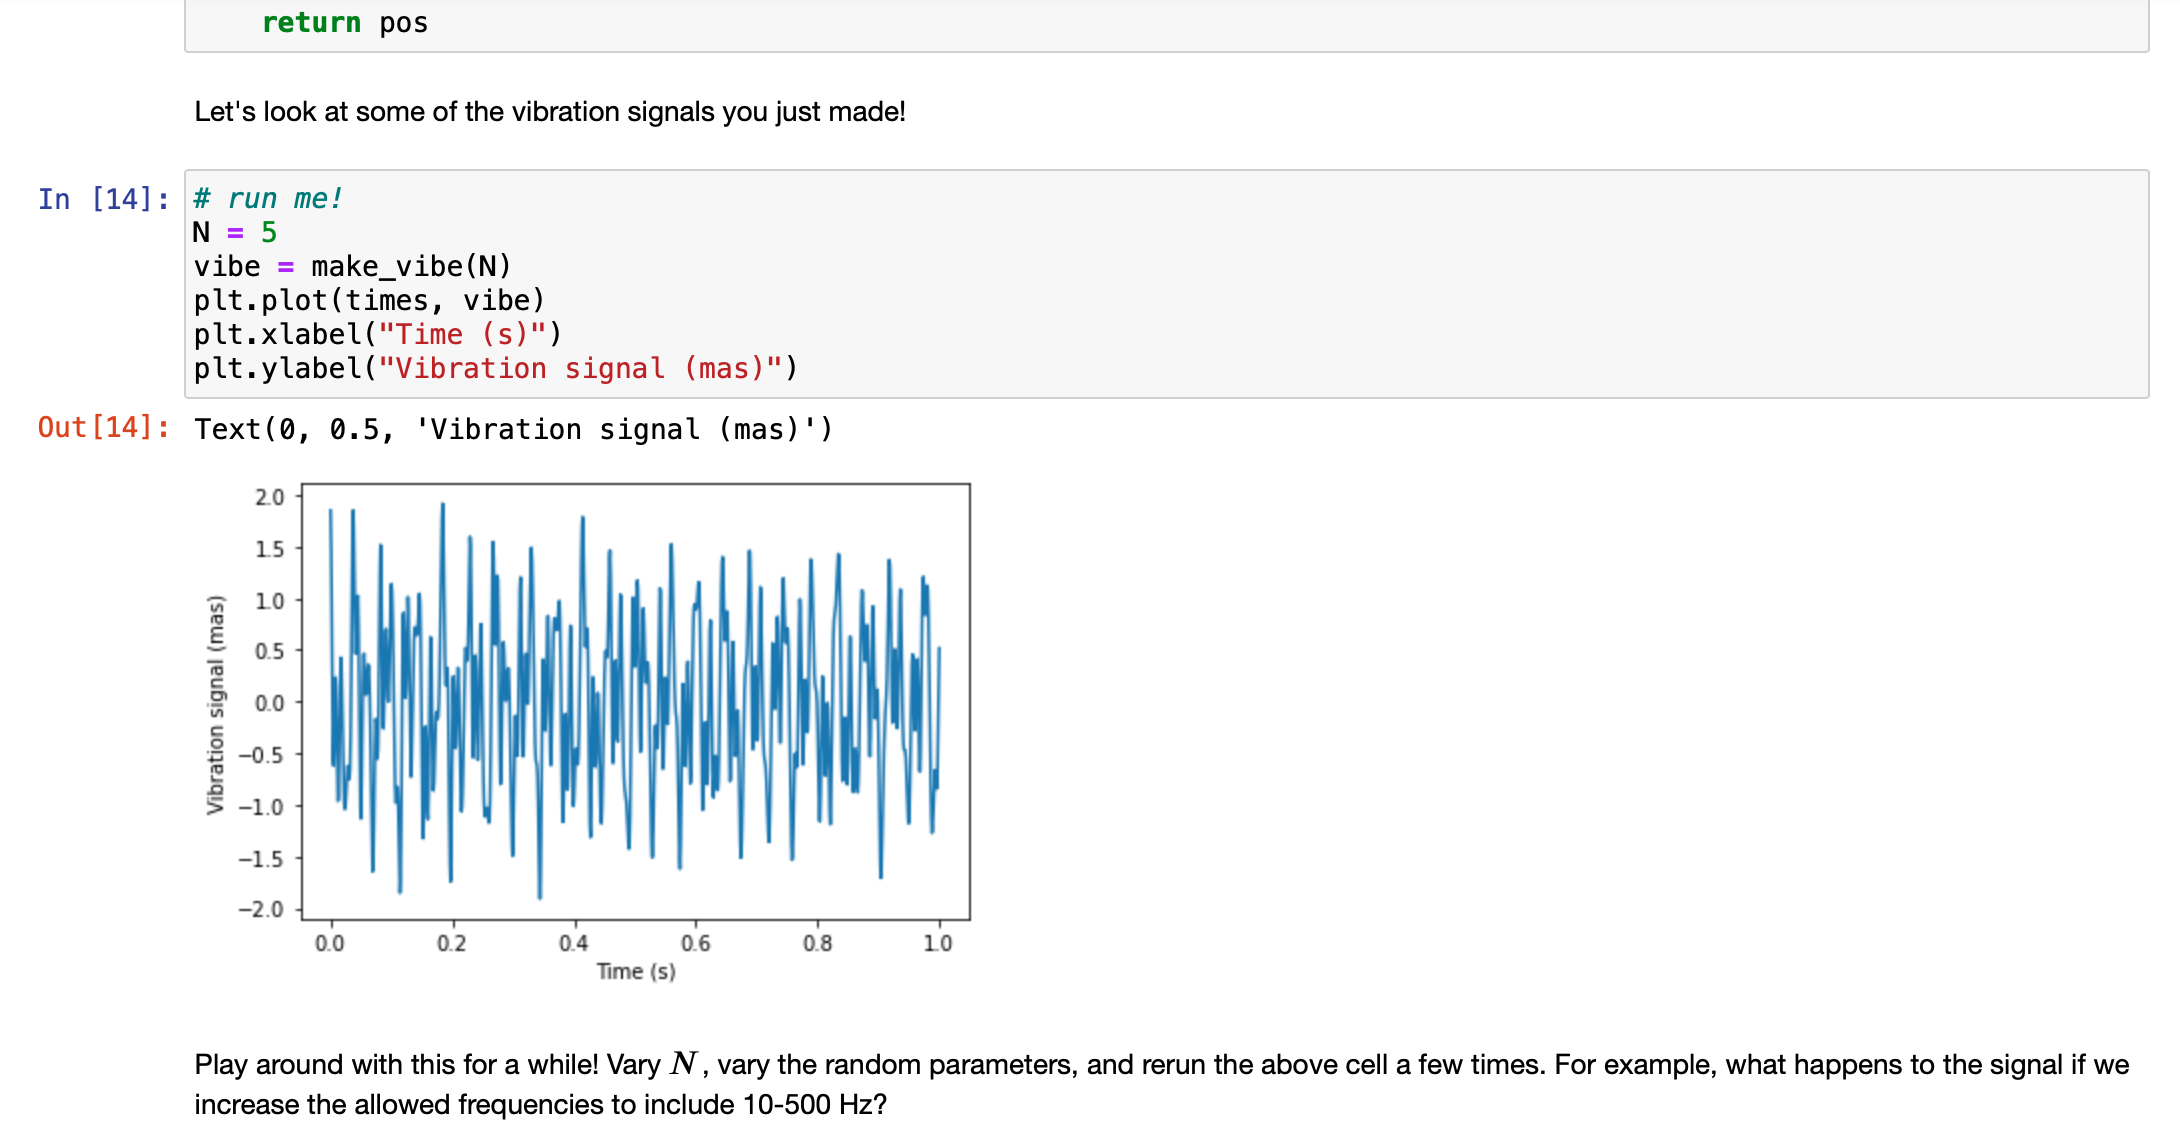 return pos
Let's look at some of the vibration signals you just made!
In [14]:
# run me!
N = 5
vibe = make_vibe(N)
plt.plot(times, vibe)
plt.xlabel("Time (s)")
plt.ylabel("Vibration signal (mas)")
Out[14]: Text(0, 0.5, 'Vibration signal (mas)')
2.0
1.5
1.0
0.5
0.0
−0.5
−1.0
−1.5
−2.0
Vibration signal (mas)
0.0 0.2 0.4 0.6 0.8 1.0
Time (s)
Play around with this for a while! Vary N, vary the random parameters, and rerun the above cell a few times. For example, what happens to the signal if we
increase the allowed frequencies to include 10-500 Hz?